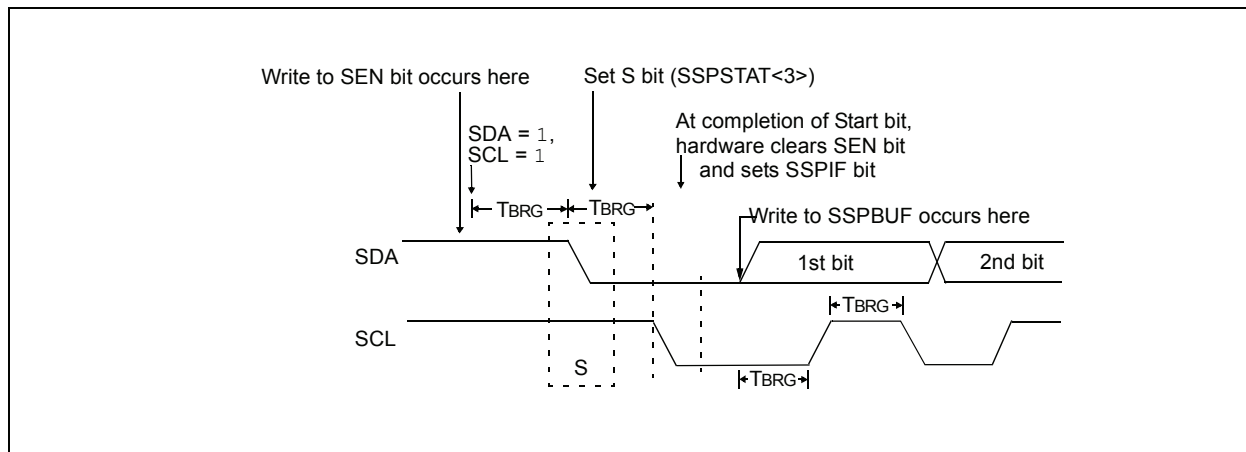 Write to SEN bit occurs here
Set S bit (SSPSTAT<3>)
SDA = 1,
SCL = 1
At completion of Start bit,
hardware clears SEN bit
and sets SSPIF bit
TBRG
TBRG
Write to SSPBUF occurs here
SDA
1st bit
2nd bit
TBRG
SCL
S
TBRG